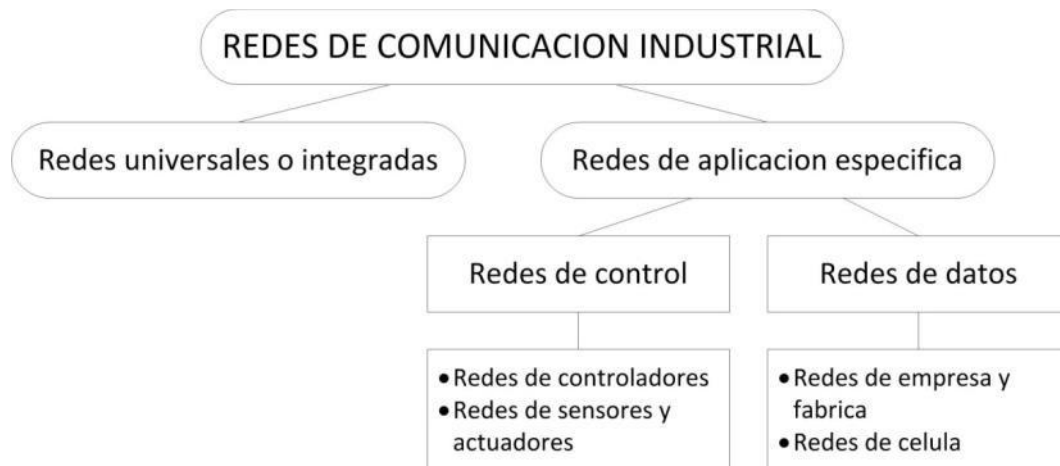 REDES DE COMUNICACION INDUSTRIAL
Redes universales o integradas
Redes de aplicacion especifica
Redes de control
Redes de datos
•Redes de controladores
•Redes de sensores y
actuadores
•Redes de empresa y
fabrica
•Redes de celula